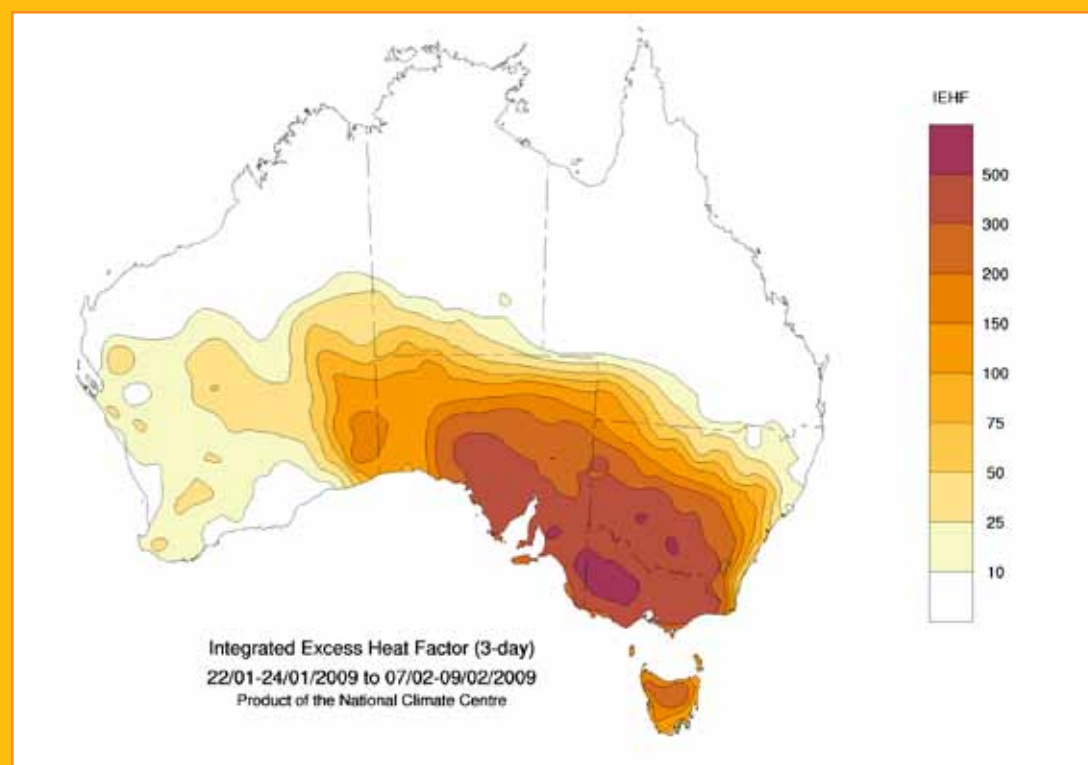 IEHF
500
300
200
150
100
75
50
25
10
Integrated Excess Heat Factor (3-day)
22/01-24/01/2009 to 07/02-09/02/2009
Product of the National Climate Centre